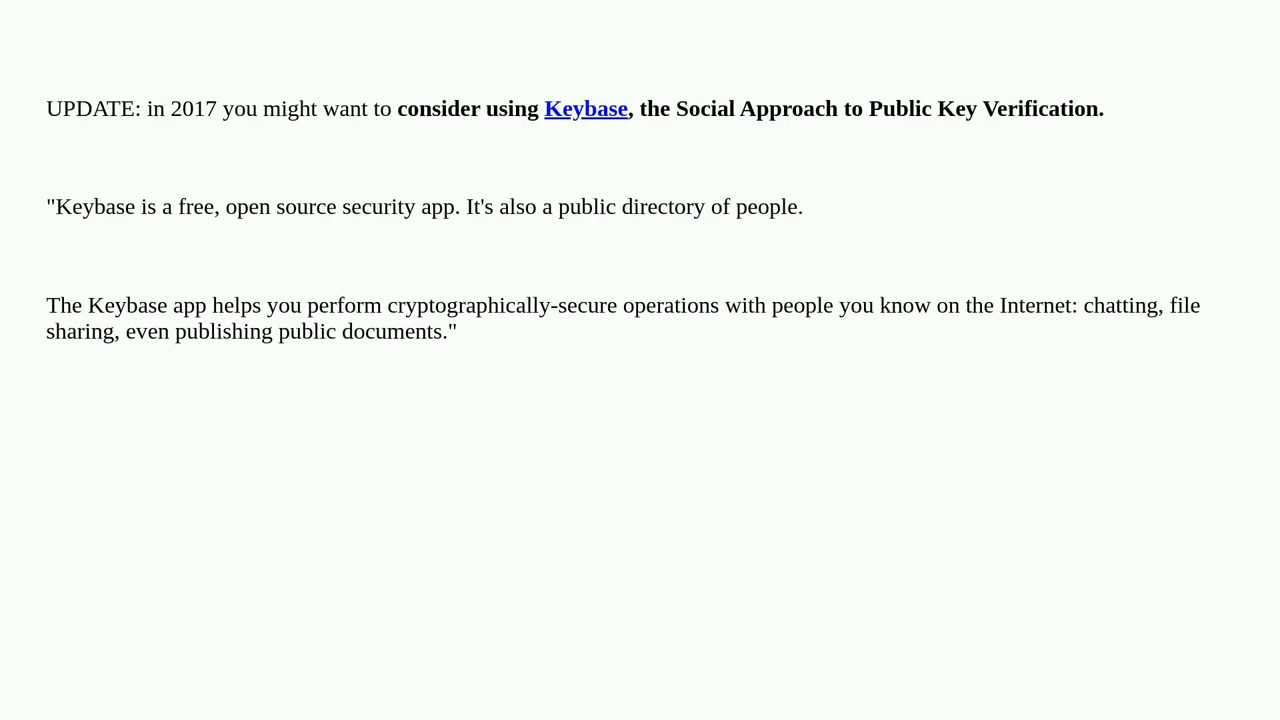 UPDATE: in 2017 you might want to consider using Keybase, the Social Approach to Public Key Verification.
"Keybase is a free, open source security app. It's also a public directory of people.
The Keybase app helps you perform cryptographically-secure operations with people you know on the Internet: chatting, file
sharing, even publishing public documents."